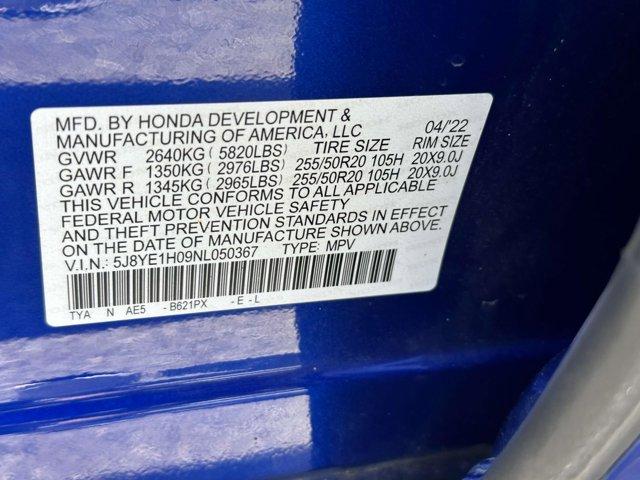 MFD. BY HONDA DEVELOPMENT & 04/'22
MANUFACTURING OF AMERICA, LLC TIRE SIZE RIM SIZE
GVWR 2640KG ( 5820LBS)
GAWR F 1350KG ( 2976LBS) 255/50R20 105H 20X9.0J
GAWR R 1345KG ( 2965LBS) 255/50R20 105H 20X9.0J
THIS VEHICLE CONFORMS TO ALL APPLICABLE
FEDERAL MOTOR VEHICLE SAFETY
AND THEFT PREVENTION STANDARDS IN EFFECT
ON THE DATE OF MANUFACTURE SHOWN ABOVE.
V.I.N.: 5J8YE1H09NL050367 TYPE: MPV
TYA N AE5 - B621PX - E - L